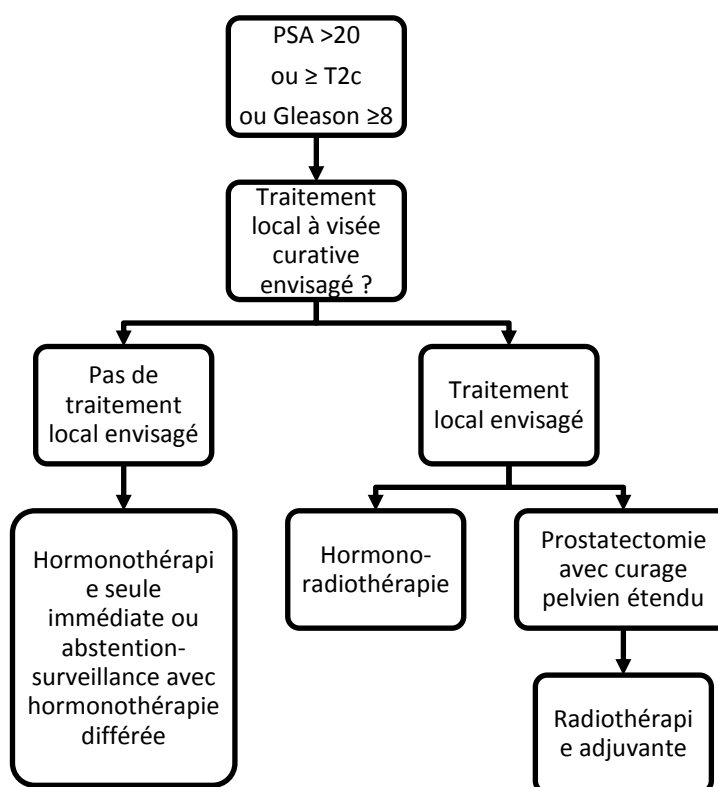 PSA >20
ou ≥ T2c
ou Gleason ≥8
Traitement
local à visée
curative
envisagé ?
Pas de
traitement
local envisagé
Traitement
local envisagé
Hormonothérapi
e seule
immédiate ou
abstention-
surveillance avec
hormonothérapie
différée
Hormono-
radiothérapie
Prostatectomie
avec curage
pelvien étendu
Radiothérapi
e adjuvante